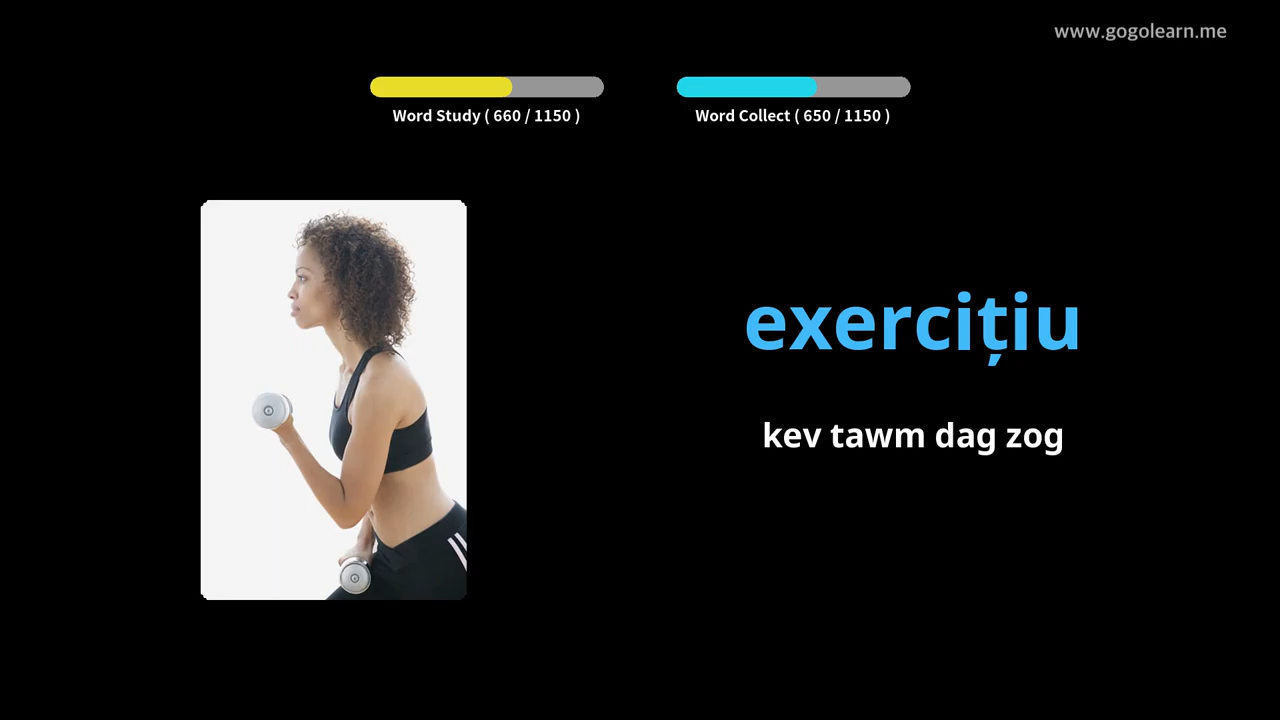 www.gogolearn.me
Word Study ( 660 / 1150 )
Word Collect ( 650 / 1150 )
exercițiu
kev tawm dag zog